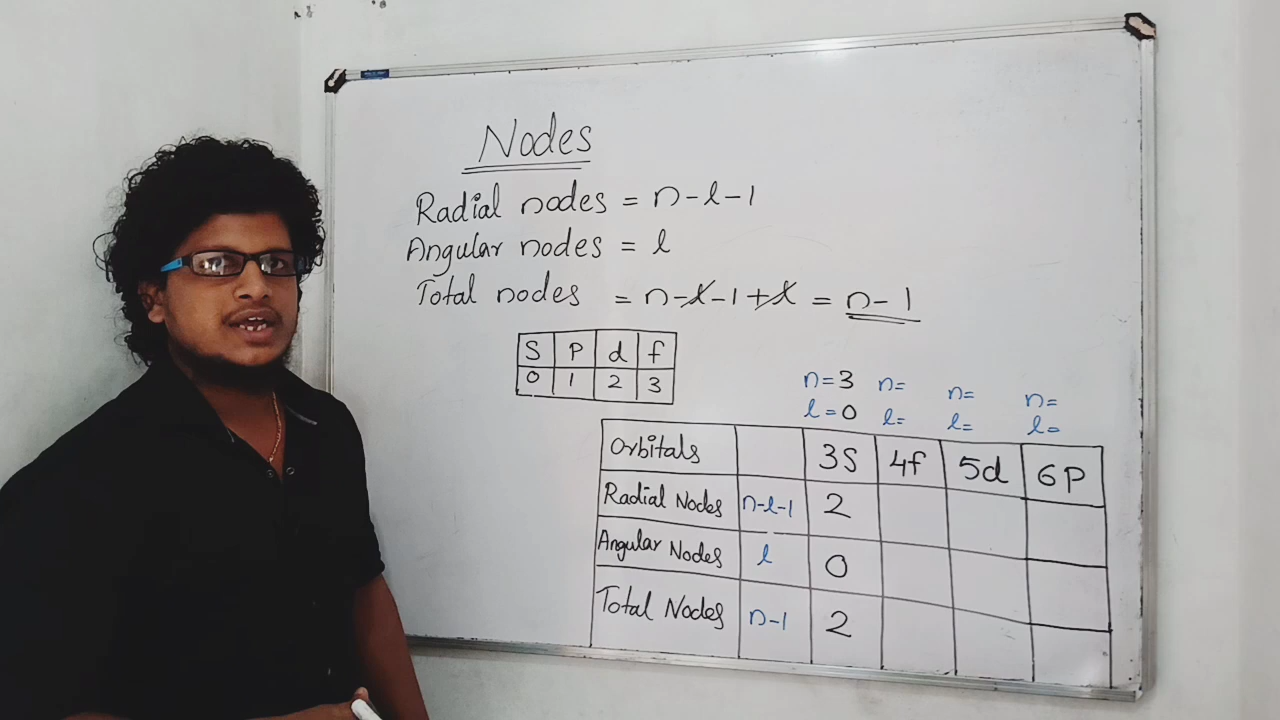 Nodes
Radial nodes = n-l-1
Angular nodes = l
Total nodes = n-l-1+l = n-1
S P d f
0 1 2 3
n=3 n= n= n=
l=0 l= l= l=
Orbitals 3S 4f 5d 6P
Radial Nodes n-l-1 2
Angular Nodes l 0
Total Nodes n-1 2